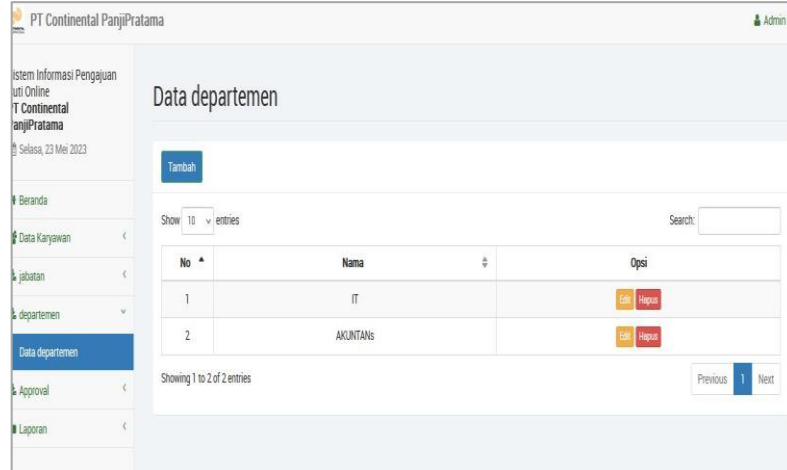 PT Continental PanjiPratama
Admin
istem Informasi Pengajuan
uti Online
PT Continental
PanjiPratama
Selasa, 23 Mei 2023
Beranda
Data Karyawan
jabatan
departemen
Data departemen
Approval
Laporan
Data departemen
Tambah
Show 10 entries
Search:
No Nama Opsi
1 IT Edit Hapus
2 AKUNTANs Edit Hapus
Showing 1 to 2 of 2 entries
Previous 1 Next